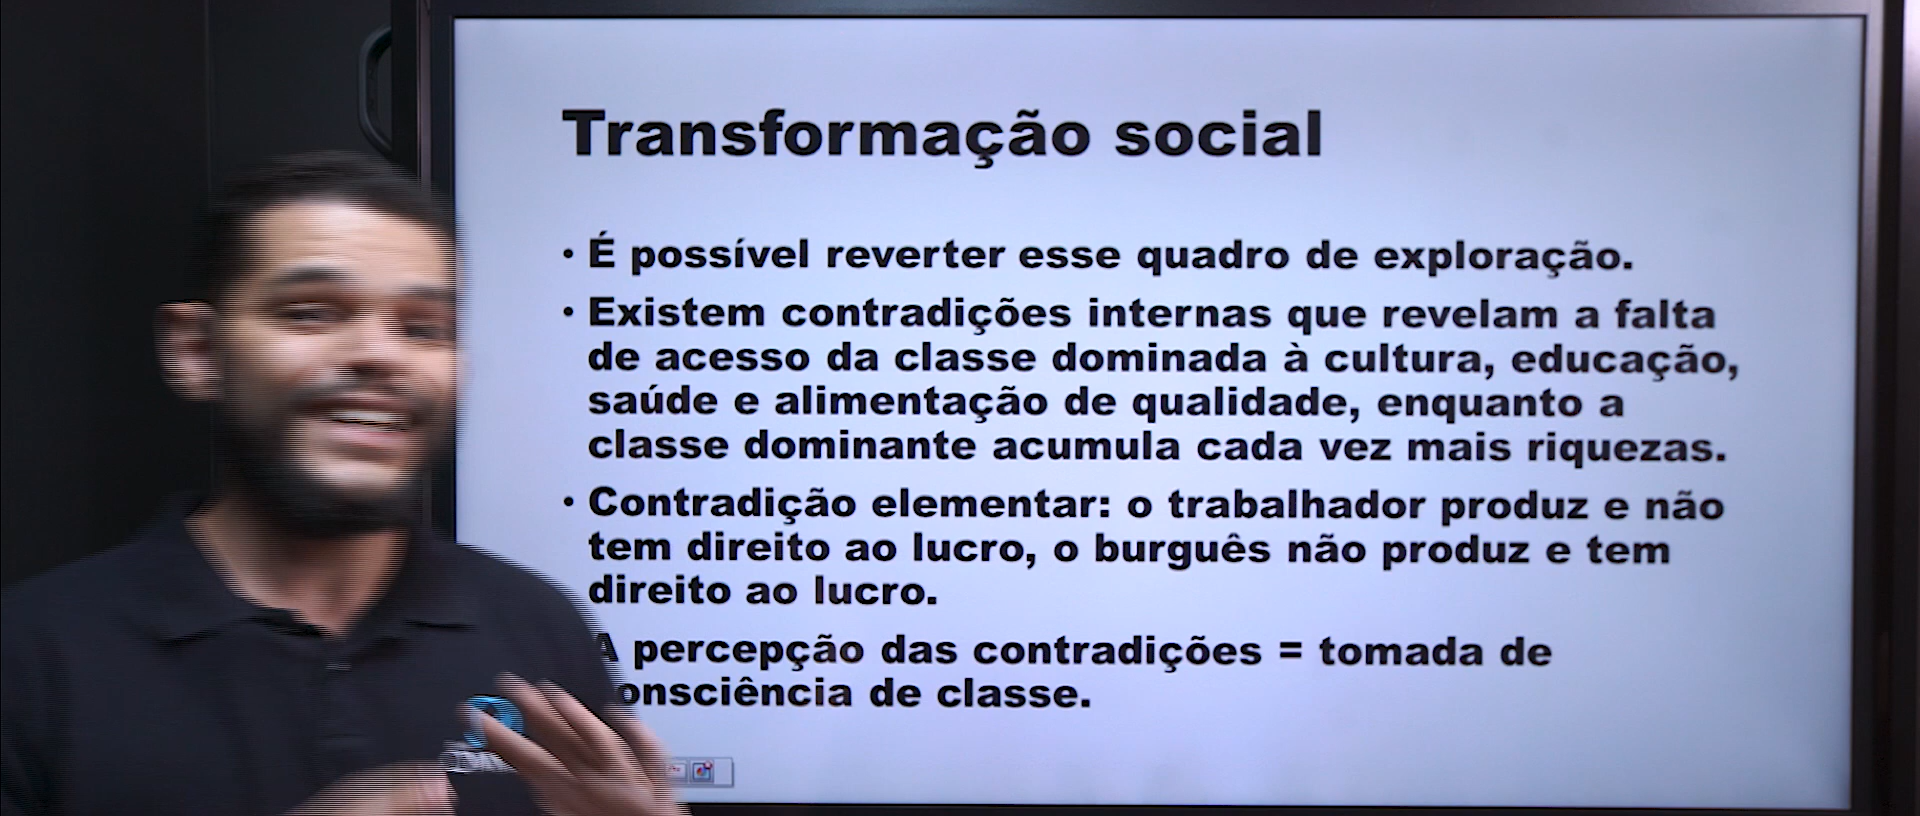 Transformação social
• É possível reverter esse quadro de exploração.
• Existem contradições internas que revelam a falta
de acesso da classe dominada à cultura, educação,
saúde e alimentação de qualidade, enquanto a
classe dominante acumula cada vez mais riquezas.
• Contradição elementar: o trabalhador produz e não
tem direito ao lucro, o burguês não produz e tem
direito ao lucro.
A percepção das contradições = tomada de
onsciência de classe.